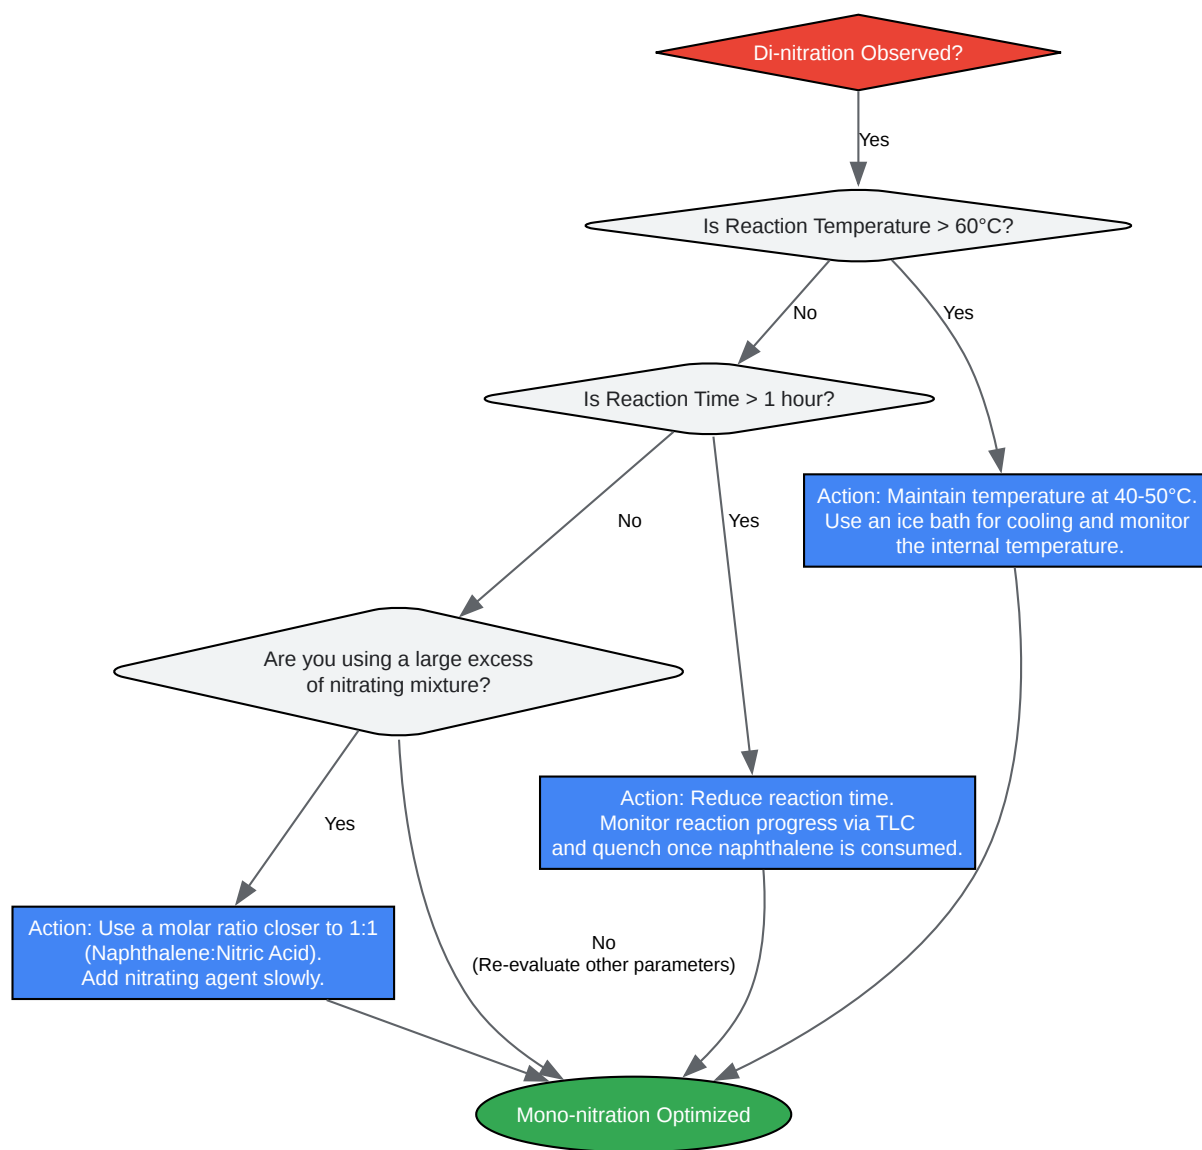 Di-nitration Observed?
Yes
Is Reaction Temperature > 60°C?
No
Yes
Is Reaction Time > 1 hour?
Action: Maintain temperature at 40-50°C.
Use an ice bath for cooling and monitor
the internal temperature.
No
Yes
Are you using a large excess
of nitrating mixture?
Action: Reduce reaction time.
Monitor reaction progress via TLC
and quench once naphthalene is consumed.
Yes
Action: Use a molar ratio closer to 1:1
(Naphthalene:Nitric Acid).
Add nitrating agent slowly.
No
(Re-evaluate other parameters)
Mono-nitration Optimized